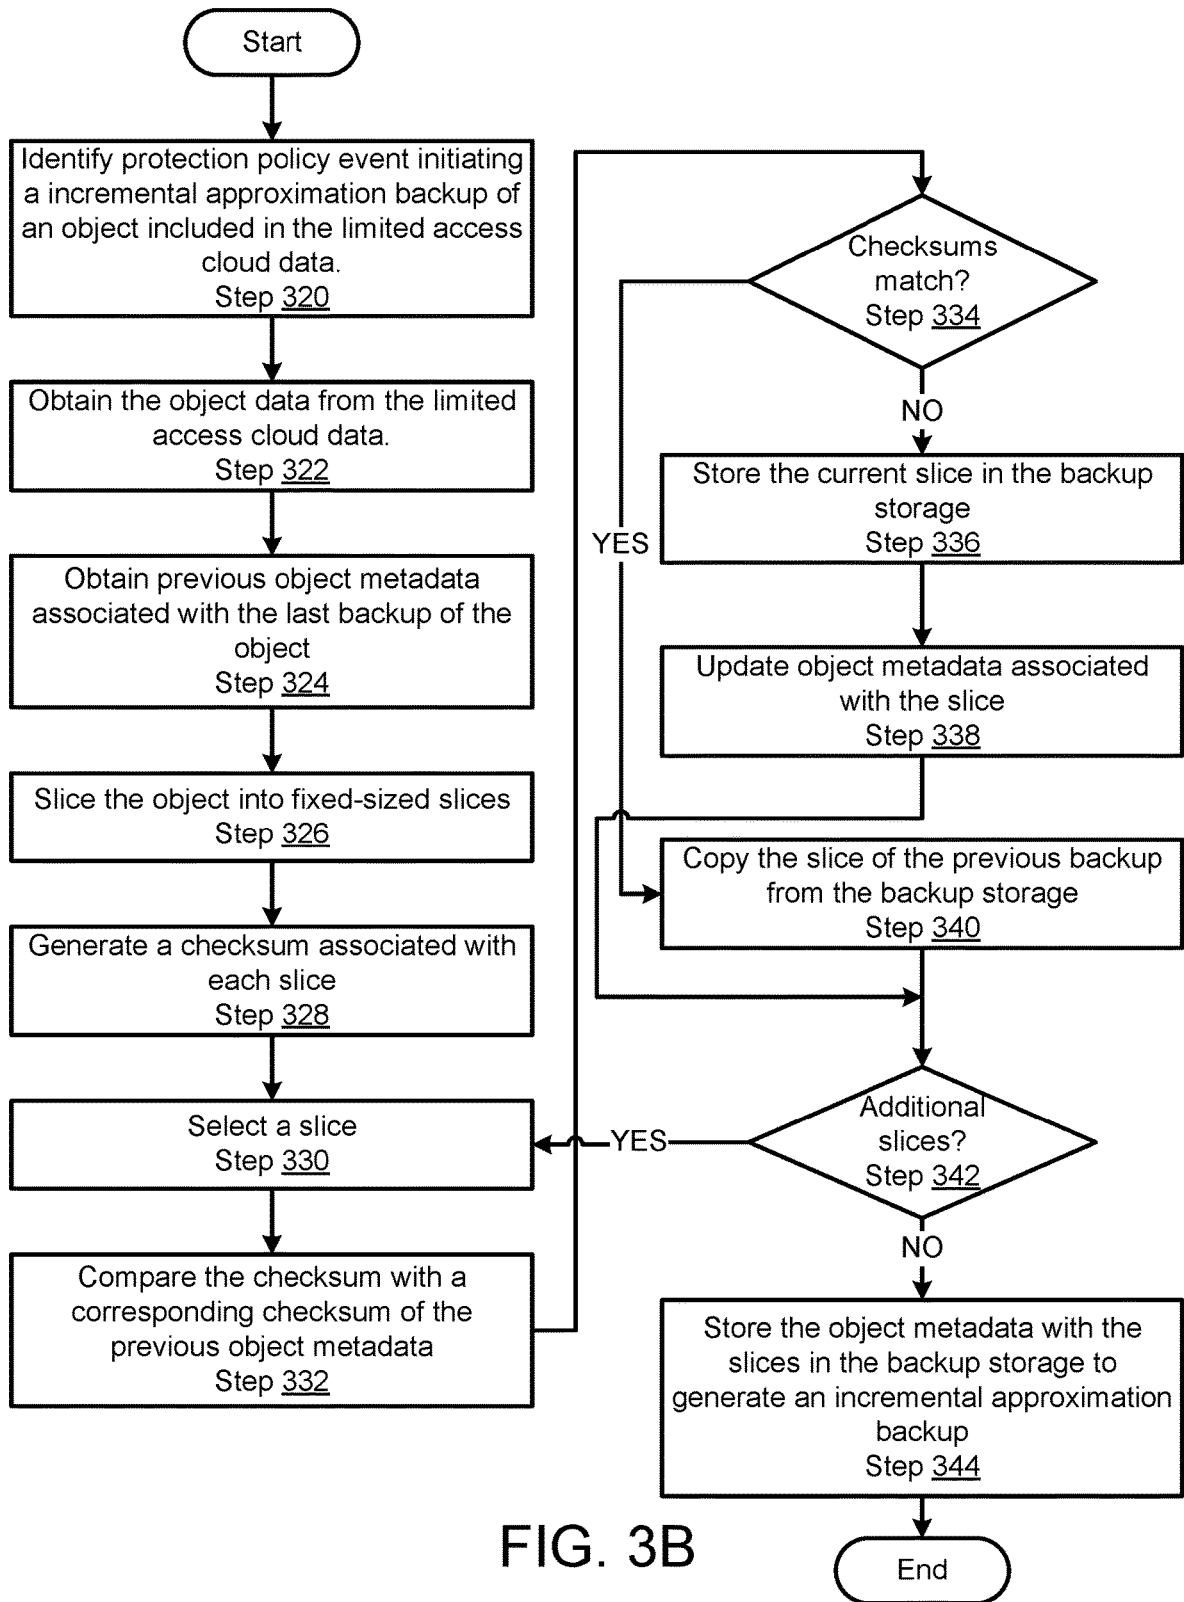 Start
Identify protection policy event initiating
a incremental approximation backup of
an object included in the limited access
cloud data.
Step 320
Obtain the object data from the limited
access cloud data.
Step 322
Obtain previous object metadata
associated with the last backup of the
object
Step 324
Slice the object into fixed-sized slices
Step 326
Generate a checksum associated with
each slice
Step 328
Select a slice
Step 330
Compare the checksum with a
corresponding checksum of the
previous object metadata
Step 332
Checksums
match?
Step 334
NO
YES
Store the current slice in the backup
storage
Step 336
Update object metadata associated
with the slice
Step 338
Copy the slice of the previous backup
from the backup storage
Step 340
Additional
slices?
Step 342
YES
NO
Store the object metadata with the
slices in the backup storage to
generate an incremental approximation
backup
Step 344
End
FIG. 3B